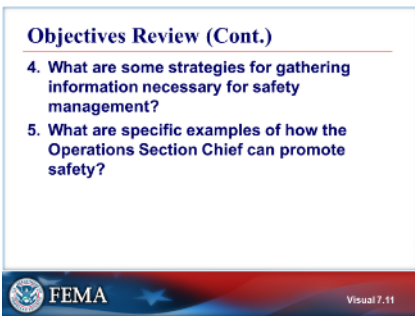 Objectives Review (Cont.)
4. What are some strategies for gathering
information necessary for safety
management?
5. What are specific examples of how the
Operations Section Chief can promote
safety?
FEMA
Visual 7.11